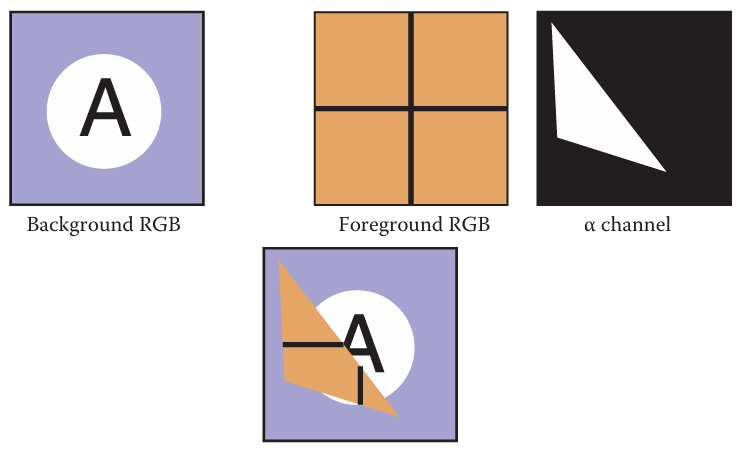 A
Background RGB
Foreground RGB
α channel
A